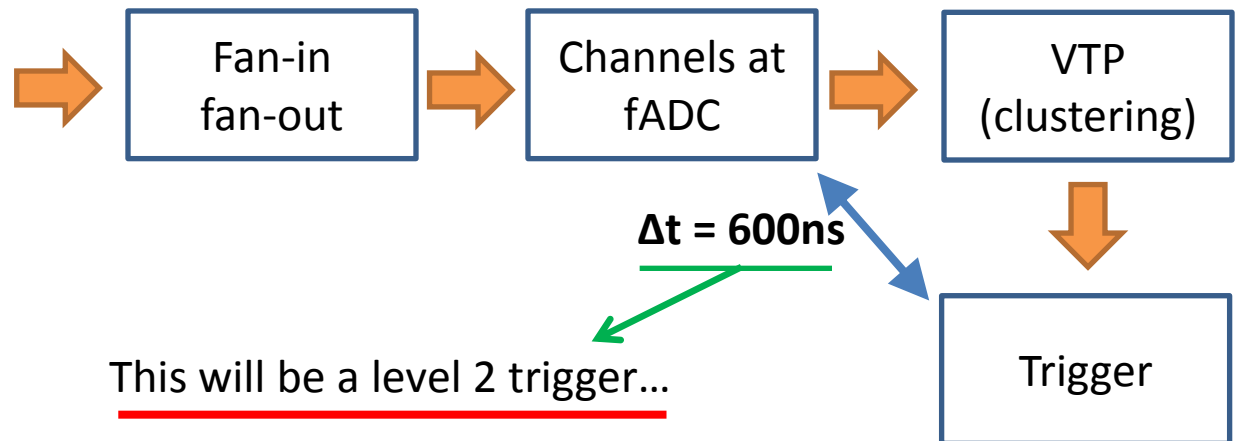 Fan-in
fan-out
Channels at
fADC
VTP
(clustering)
Δt = 600ns
This will be a level 2 trigger…
Trigger